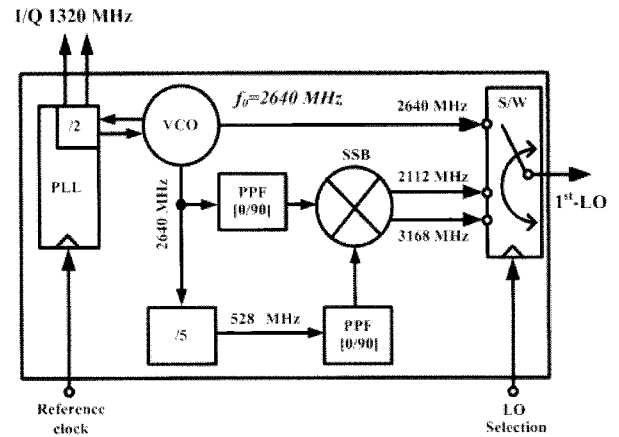 I/Q 1320 MHz
/2
VCO
f₀=2640 MHz
2640 MHz
S/W
PLL
SSB
2640 MHz
PPF
[0/90]
2112 MHz
3168 MHz
1st-LO
/5
528 MHz
PPF
[0/90]
Reference
clock
LO
Selection